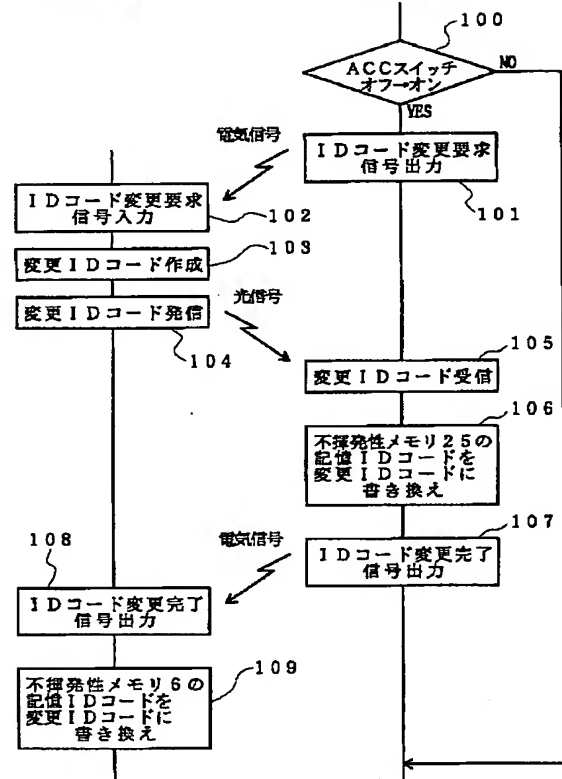 100
ACCスイッチ
オフ→オン
NO
YES
電気信号
IDコード変更要求
信号出力
101
IDコード変更要求
信号入力
102
103
変更IDコード作成
光信号
変更IDコード発信
104
105
変更IDコード受信
106
不揮発性メモリ25の
記憶IDコードを
変更IDコードに
書き換え
107
108
電気信号
IDコード変更完了
信号出力
IDコード変更完了
信号出力
109
不揮発性メモリ6の
記憶IDコードを
変更IDコードに
書き換え